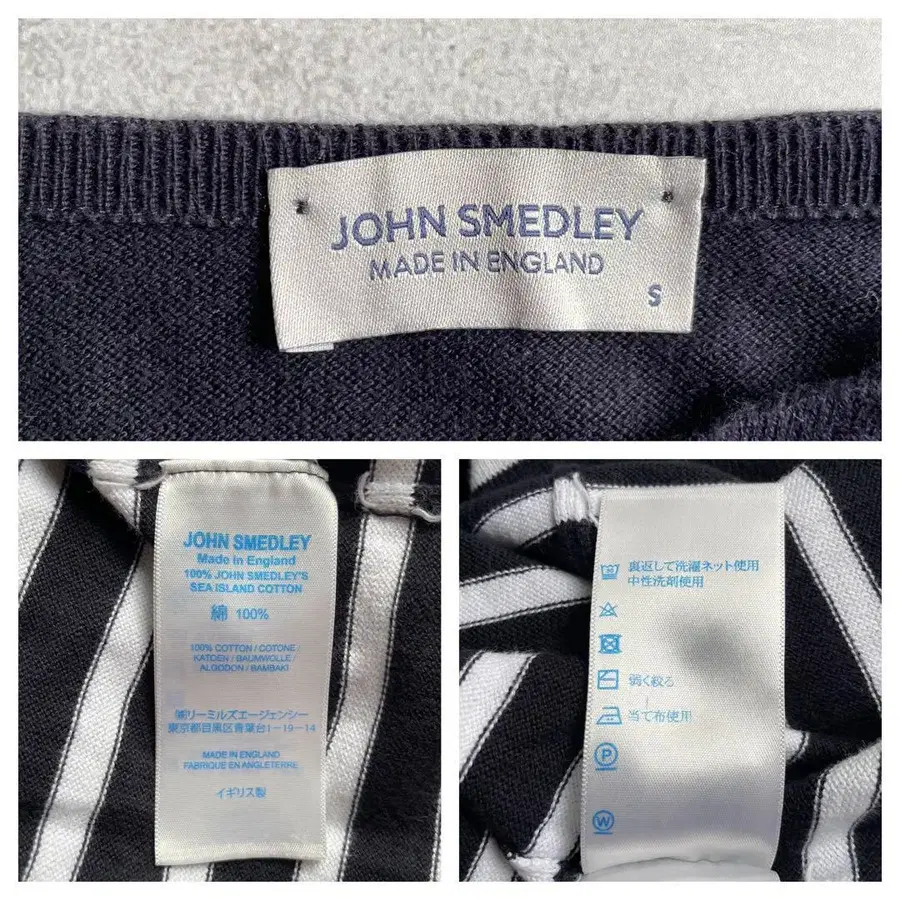 JOHN SMEDLEY
MADE IN ENGLAND
S
JOHN SMEDLEY
Made in England
100% JOHN SMEDLEY'S
SEA ISLAND COTTON
綿 100%
100% COTTON / COTONE /
KATOEN / BAUMWOLLE /
ALGODON / BAMBAKI
㈱リーミルズエージェンシー
東京都目黒区青葉台1-19-14
MADE IN ENGLAND
FABRIQUE EN ANGLETERRE
イギリス製
裏返して洗濯ネット使用
中性洗剤使用
弱く絞ろ
当て布使用
P
W